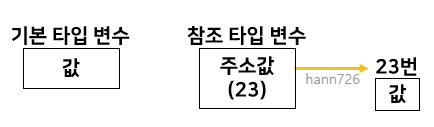 기본 타입 변수
값
참조 타입 변수
주소값
(23)
hann726
23번
값